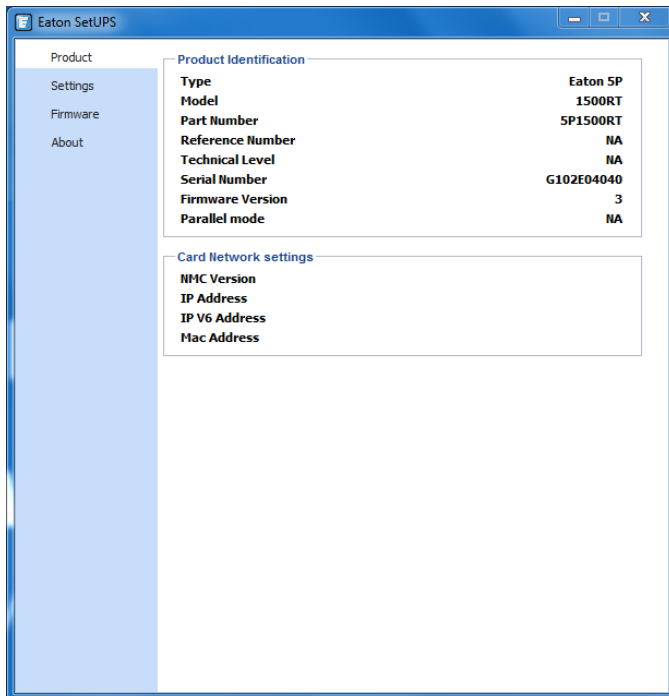 Eaton SetUPS
Product
Settings
Firmware
About
Product Identification
Type Eaton 5P
Model 1500RT
Part Number 5P1500RT
Reference Number NA
Technical Level NA
Serial Number G102E04040
Firmware Version 3
Parallel mode NA
Card Network settings
NMC Version
IP Address
IP V6 Address
Mac Address